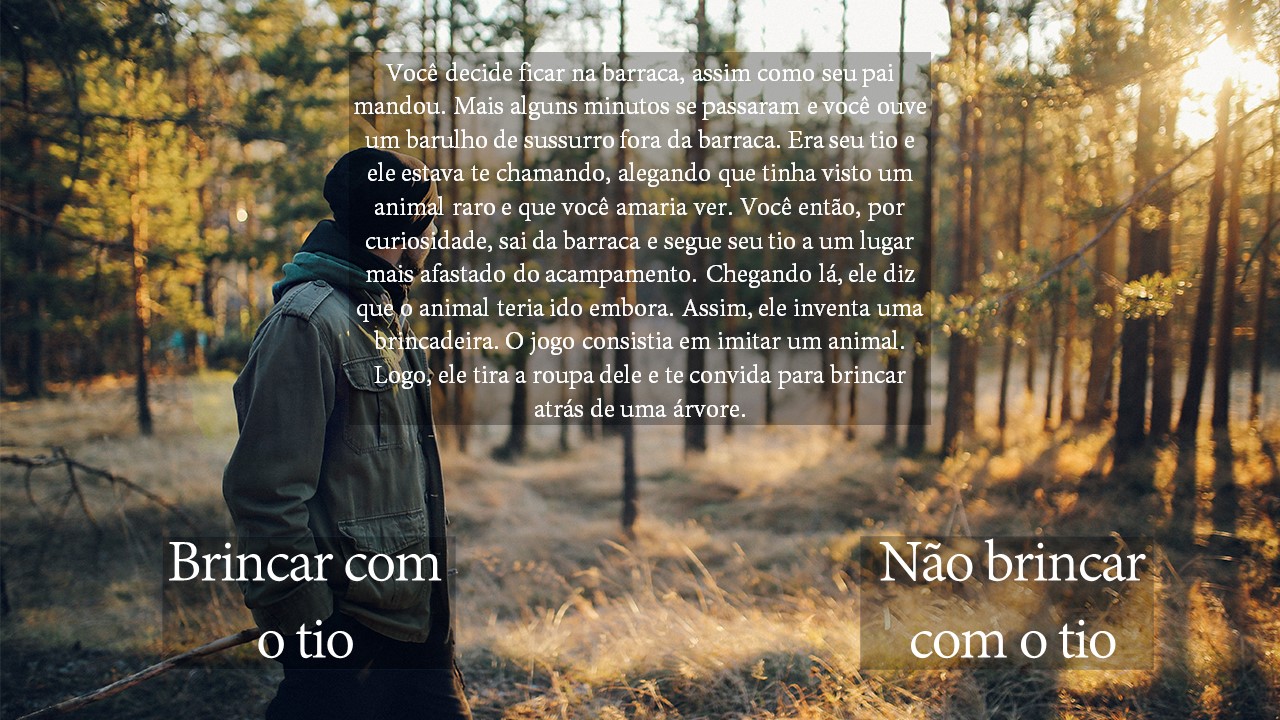 Você decide ficar na barraca, assim como seu pai
mandou. Mais alguns minutos se passaram e você ouve
um barulho de sussurro fora da barraca. Era seu tio e
ele estava te chamando, alegando que tinha visto um
animal raro e que você amaria ver. Você então, por
curiosidade, sai da barraca e segue seu tio a um lugar
mais afastado do acampamento. Chegando lá, ele diz
que o animal teria ido embora. Assim, ele inventa uma
brincadeira. O jogo consistia em imitar um animal.
Logo, ele tira a roupa dele e te convida para brincar
atrás de uma árvore.
Brincar com
o tio
Não brincar
com o tio